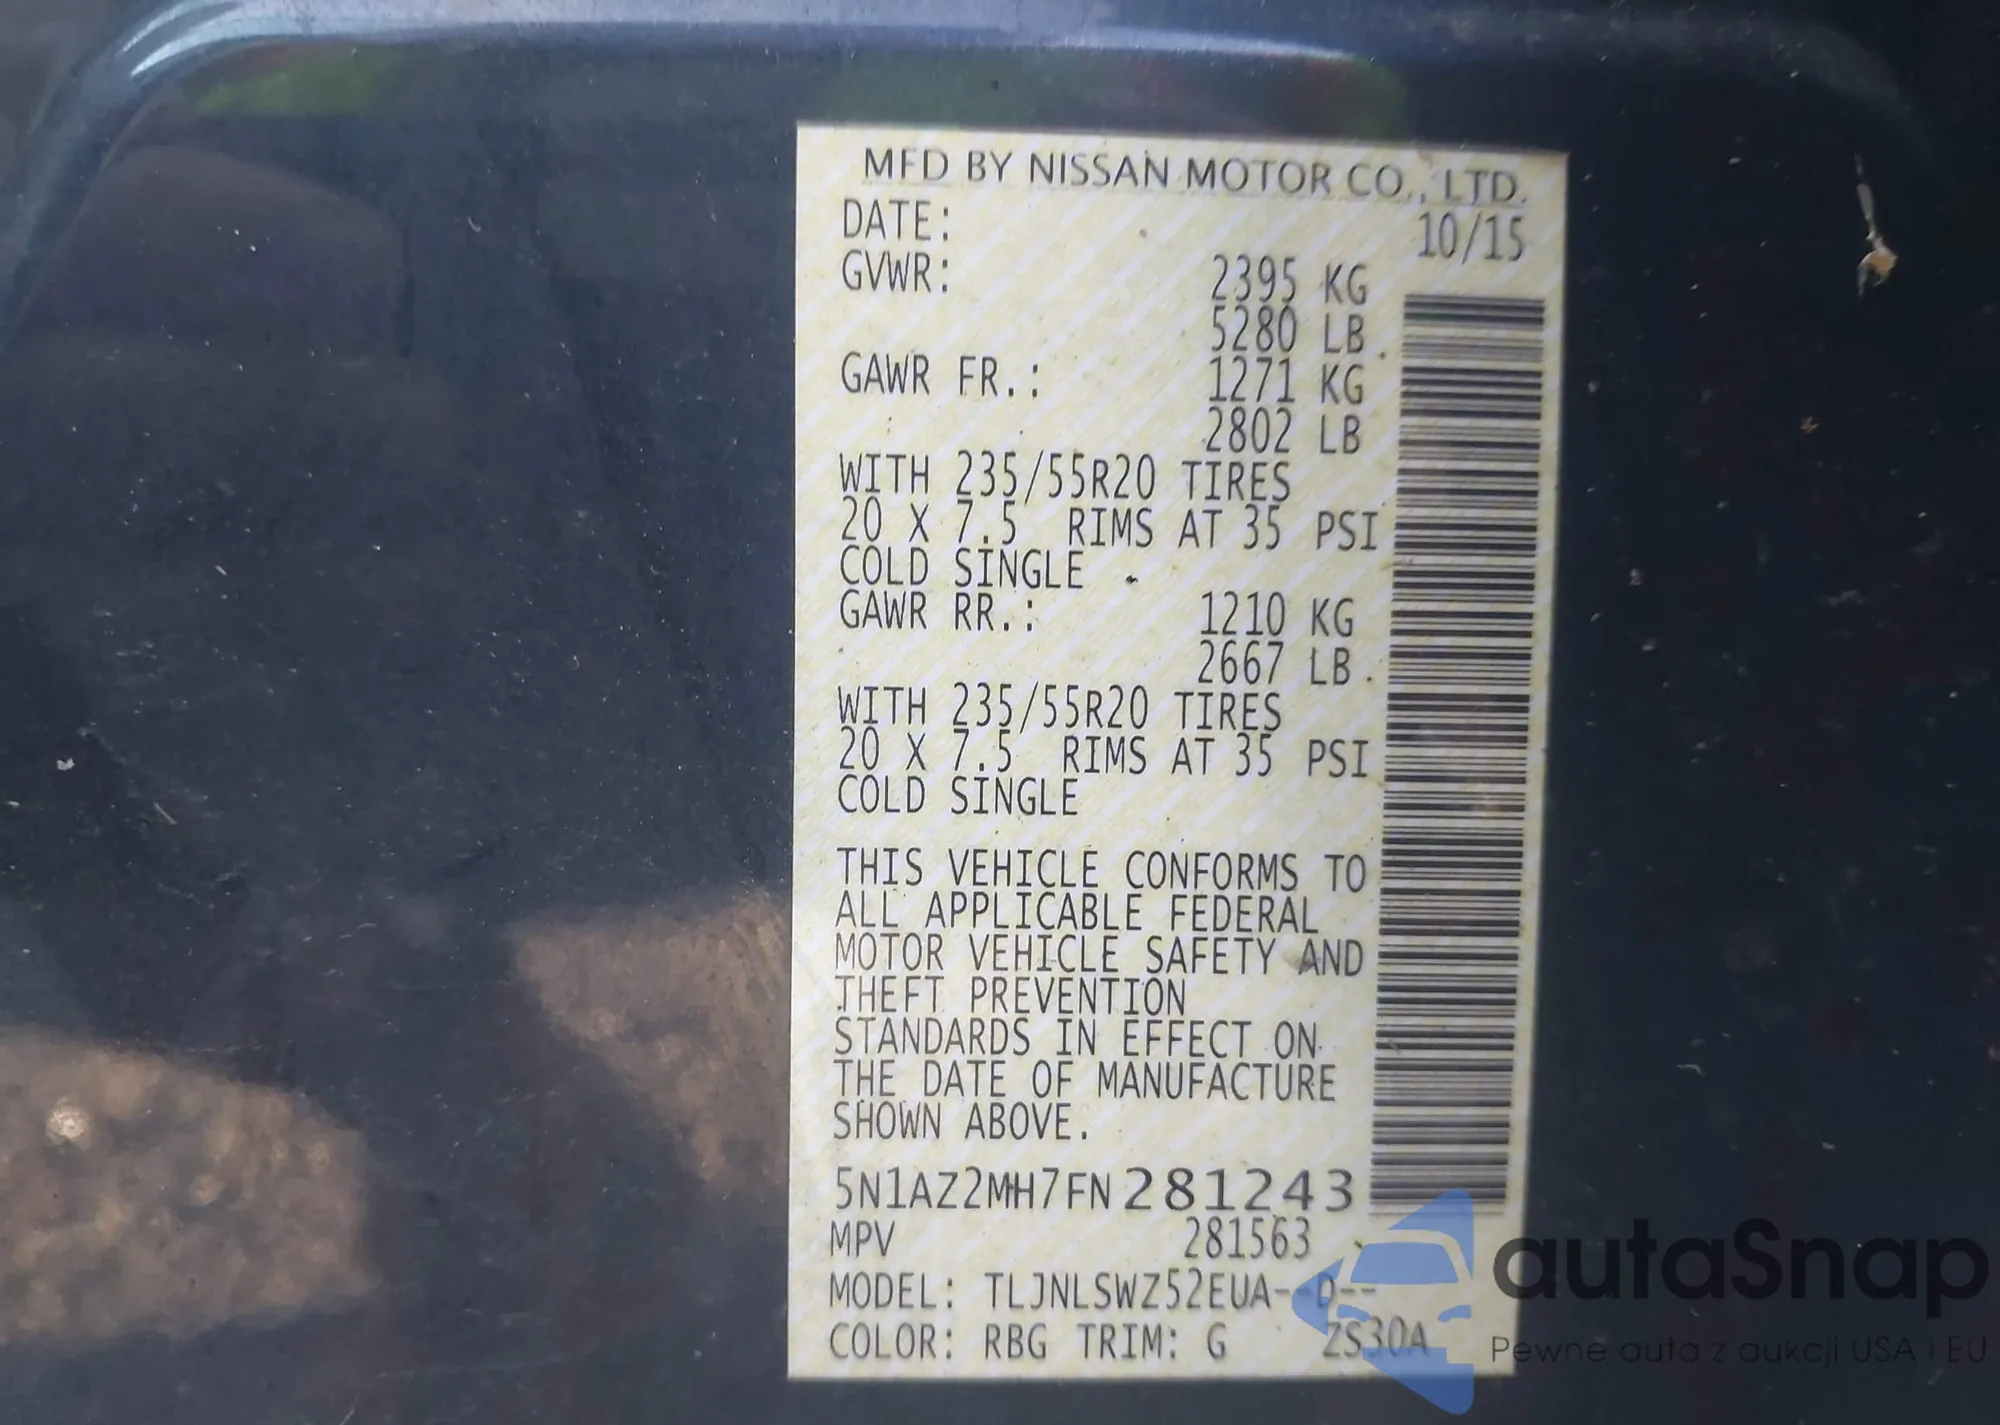 MFD BY NISSAN MOTOR CO., LTD.
DATE: 10/15
GVWR: 2395 KG
5280 LB
GAWR FR.: 1271 KG
2802 LB
WITH 235/55R20 TIRES
20 X 7.5 RIMS AT 35 PSI
COLD SINGLE
GAWR RR.: 1210 KG
2667 LB
WITH 235/55R20 TIRES
20 X 7.5 RIMS AT 35 PSI
COLD SINGLE
THIS VEHICLE CONFORMS TO
ALL APPLICABLE FEDERAL
MOTOR VEHICLE SAFETY AND
THEFT PREVENTION
STANDARDS IN EFFECT ON
THE DATE OF MANUFACTURE
SHOWN ABOVE.
5N1AZ2MH7FN281243
MPV 281563
MODEL: TLJNLSWZ52EUA--D--
COLOR: RBG TRIM: G ZS30A
autaSnap
Pewne auta z aukcji USA i EU